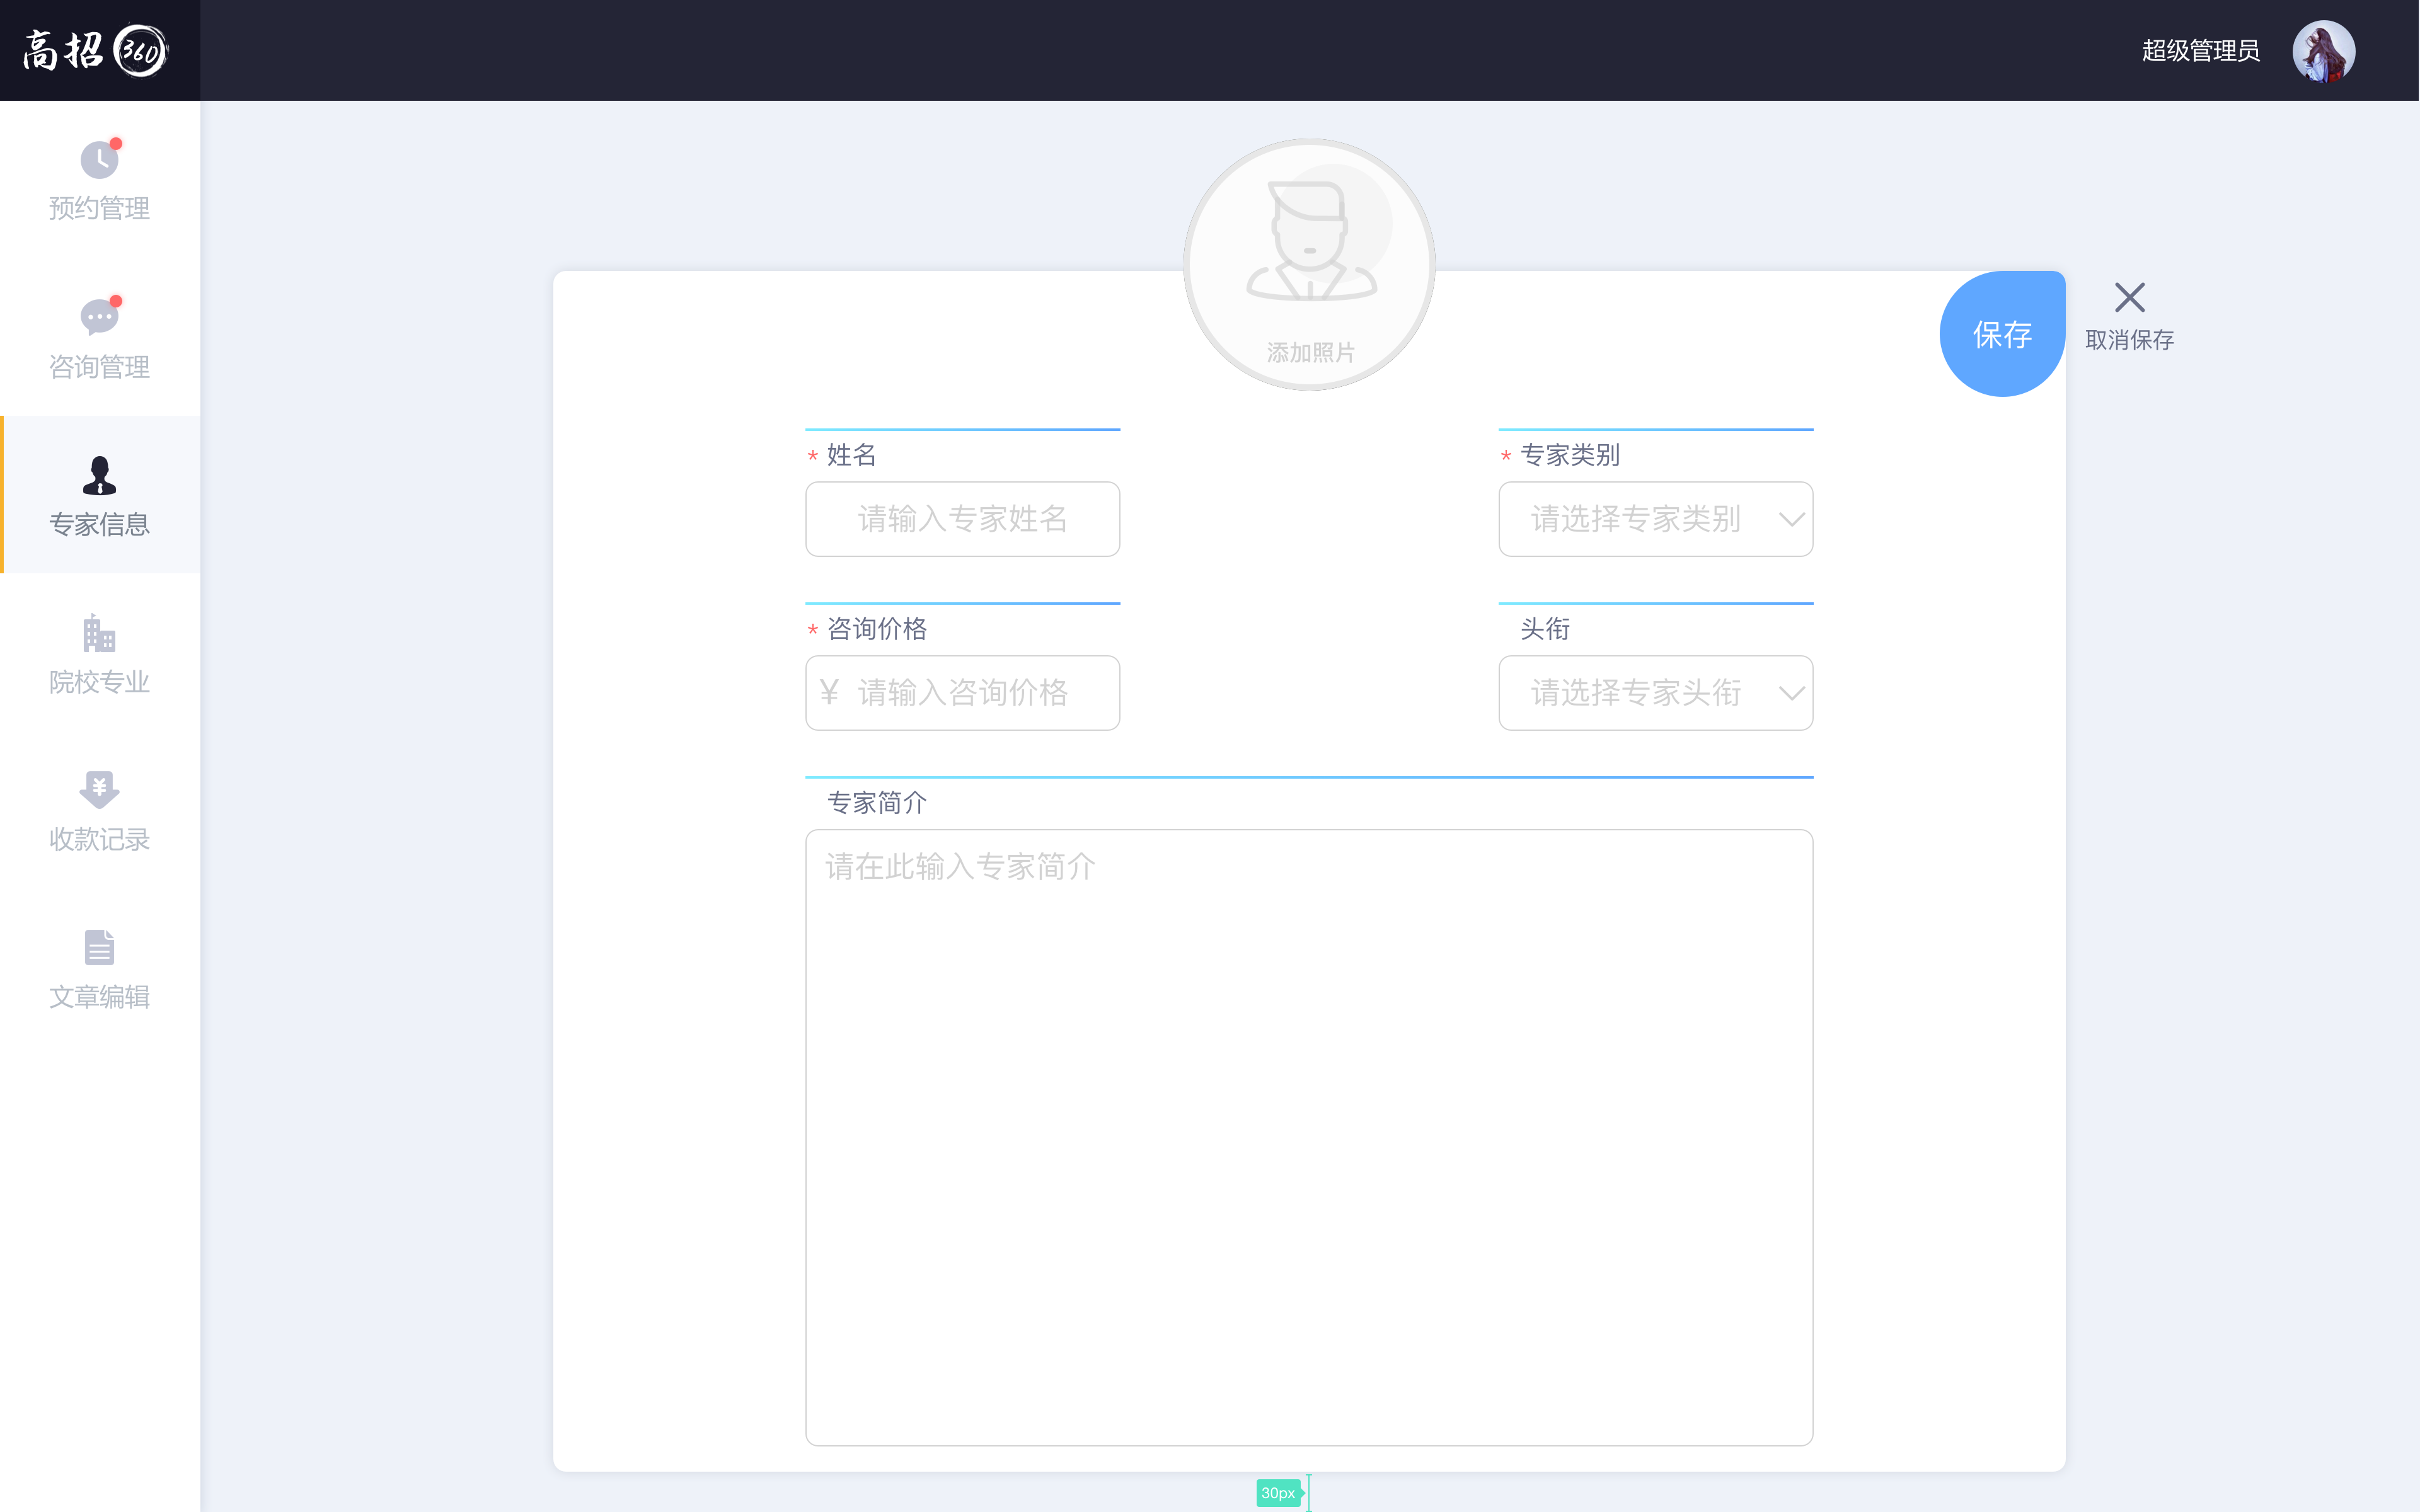 高招360
超级管理员
预约管理
咨询管理
专家信息
院校专业
收款记录
文章编辑
添加照片
保存
取消保存
* 姓名
请输入专家姓名
* 专家类别
请选择专家类别
* 咨询价格
¥ 请输入咨询价格
头衔
请选择专家头衔
专家简介
请在此输入专家简介
30px